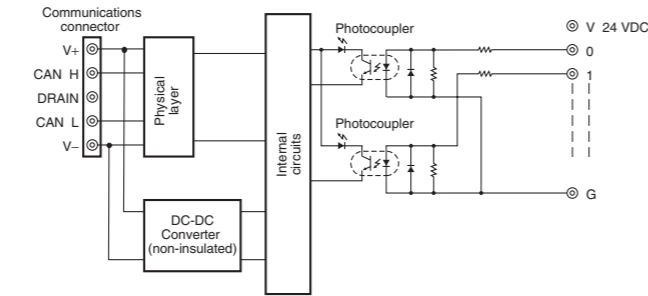 Communications
connector
V+
CAN H
DRAIN
CAN L
V–
Physical
layer
DC-DC
Converter
(non-insulated)
Internal
circuits
Photocoupler
Photocoupler
V 24 VDC
0
1
G